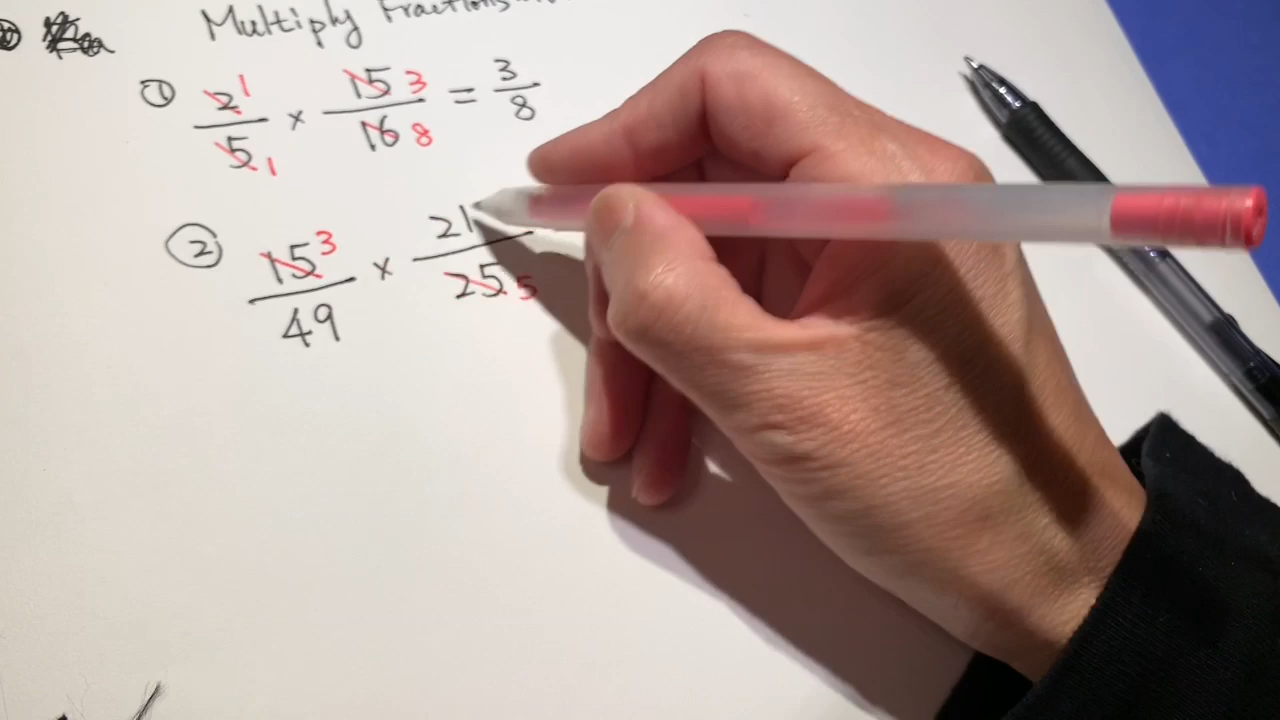 Multiply Fractions
① 2 1 / 5 1 × 15 3 / 16 8 = 3 / 8
② 15 3 / 49 × 21 / 25 5